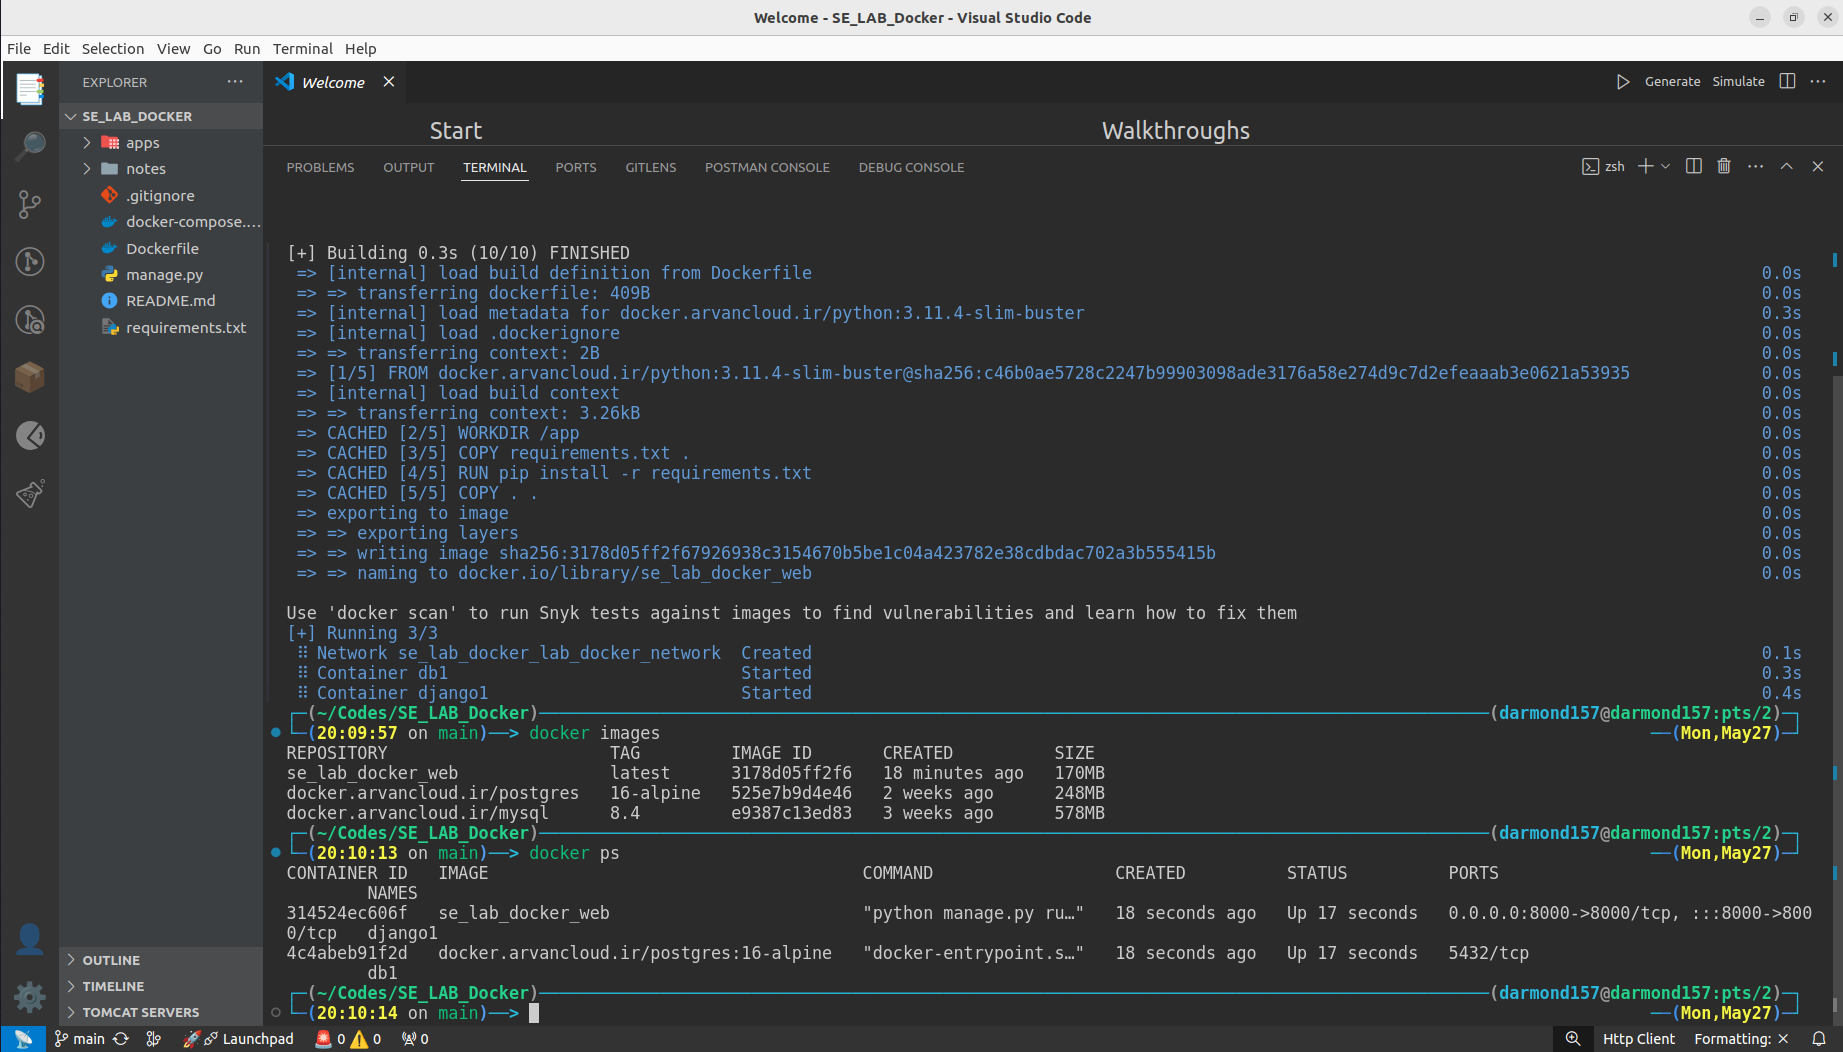 Welcome - SE_LAB_Docker - Visual Studio Code
File Edit Selection View Go Run Terminal Help
EXPLORER
SE_LAB_DOCKER
apps
notes
.gitignore
docker-compose....
Dockerfile
manage.py
README.md
requirements.txt
OUTLINE
TIMELINE
TOMCAT SERVERS
Welcome
Generate Simulate
Start Walkthroughs
PROBLEMS OUTPUT TERMINAL PORTS GITLENS POSTMAN CONSOLE DEBUG CONSOLE
zsh
[+] Building 0.3s (10/10) FINISHED
=> [internal] load build definition from Dockerfile 0.0s
=> => transferring dockerfile: 409B 0.0s
=> [internal] load metadata for docker.arvancloud.ir/python:3.11.4-slim-buster 0.3s
=> [internal] load .dockerignore 0.0s
=> => transferring context: 2B 0.0s
=> [1/5] FROM docker.arvancloud.ir/python:3.11.4-slim-buster@sha256:c46b0ae5728c2247b99903098ade3176a58e274d9c7d2efeaaab3e0621a53935 0.0s
=> [internal] load build context 0.0s
=> => transferring context: 3.26kB 0.0s
=> CACHED [2/5] WORKDIR /app 0.0s
=> CACHED [3/5] COPY requirements.txt . 0.0s
=> CACHED [4/5] RUN pip install -r requirements.txt 0.0s
=> CACHED [5/5] COPY . . 0.0s
=> exporting to image 0.0s
=> => exporting layers 0.0s
=> => writing image sha256:3178d05ff2f67926938c3154670b5be1c04a423782e38cdbdac702a3b555415b 0.0s
=> => naming to docker.io/library/se_lab_docker_web 0.0s
Use 'docker scan' to run Snyk tests against images to find vulnerabilities and learn how to fix them
[+] Running 3/3
⠿ Network se_lab_docker_lab_docker_network Created 0.1s
⠿ Container db1 Started 0.3s
⠿ Container django1 Started 0.4s
┌─(~/Codes/SE_LAB_Docker)─(darmond157@darmond157:pts/2)─┐
└─(20:09:57 on main)──> docker images ──(Mon,May27)─┘
REPOSITORY TAG IMAGE ID CREATED SIZE
se_lab_docker_web latest 3178d05ff2f6 18 minutes ago 170MB
docker.arvancloud.ir/postgres 16-alpine 525e7b9d4e46 2 weeks ago 248MB
docker.arvancloud.ir/mysql 8.4 e9387c13ed83 3 weeks ago 578MB
┌─(~/Codes/SE_LAB_Docker)─(darmond157@darmond157:pts/2)─┐
└─(20:10:13 on main)──> docker ps ──(Mon,May27)─┘
CONTAINER ID IMAGE COMMAND CREATED STATUS PORTS
NAMES
314524ec606f se_lab_docker_web "python manage.py ru…" 18 seconds ago Up 17 seconds 0.0.0.0:8000->8000/tcp, :::8000->800
0/tcp django1
4c4abeb91f2d docker.arvancloud.ir/postgres:16-alpine "docker-entrypoint.s…" 18 seconds ago Up 17 seconds 5432/tcp
db1
┌─(~/Codes/SE_LAB_Docker)─(darmond157@darmond157:pts/2)─┐
└─(20:10:14 on main)──> ──(Mon,May27)─┘
main Launchpad 0 0 0 Http Client Formatting: ×